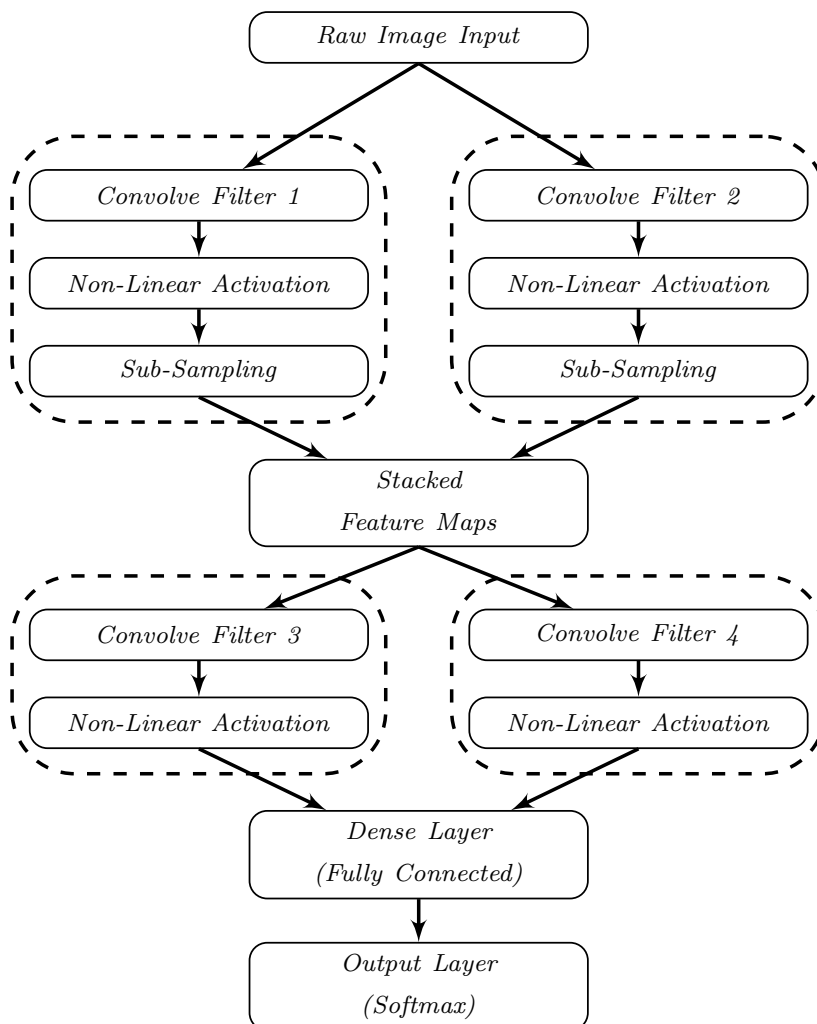 Raw Image Input
Convolve Filter 1
Convolve Filter 2
Non-Linear Activation
Non-Linear Activation
Sub-Sampling
Sub-Sampling
Stacked
Feature Maps
Convolve Filter 3
Convolve Filter 4
Non-Linear Activation
Non-Linear Activation
Dense Layer
(Fully Connected)
Output Layer
(Softmax)